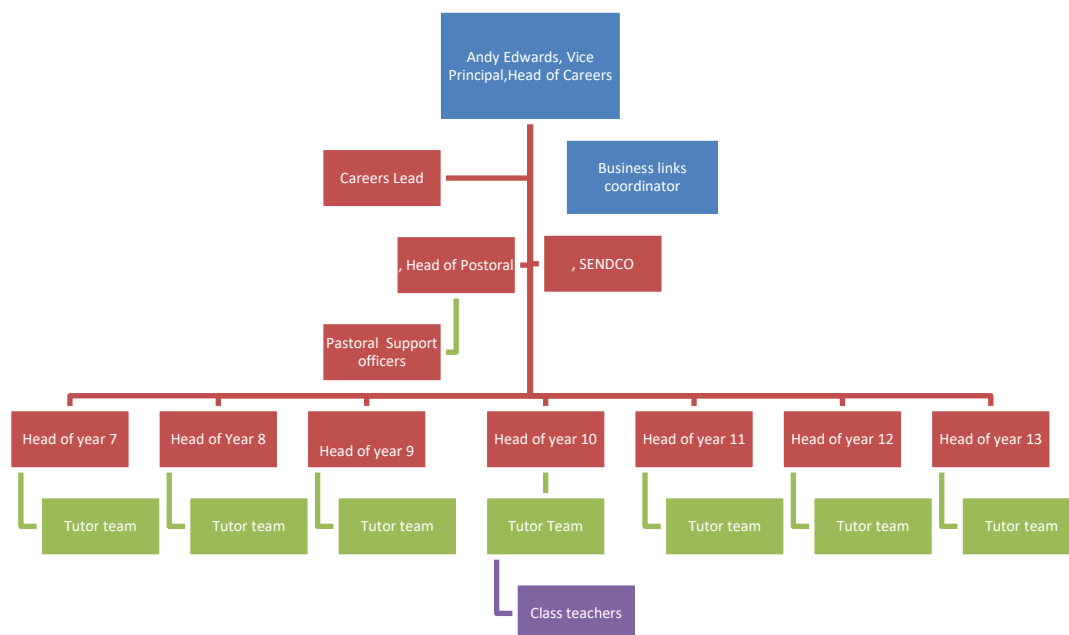 Andy Edwards, Vice
Principal,Head of Careers
Business links
coordinator
Careers Lead
, Head of Postoral
, SENDCO
Pastoral Support
officers
Head of year 7
Head of Year 8
Head of year 9
Head of year 10
Head of year 11
Head of year 12
Head of year 13
Tutor team
Tutor team
Tutor team
Tutor Team
Tutor team
Tutor team
Tutor team
Class teachers